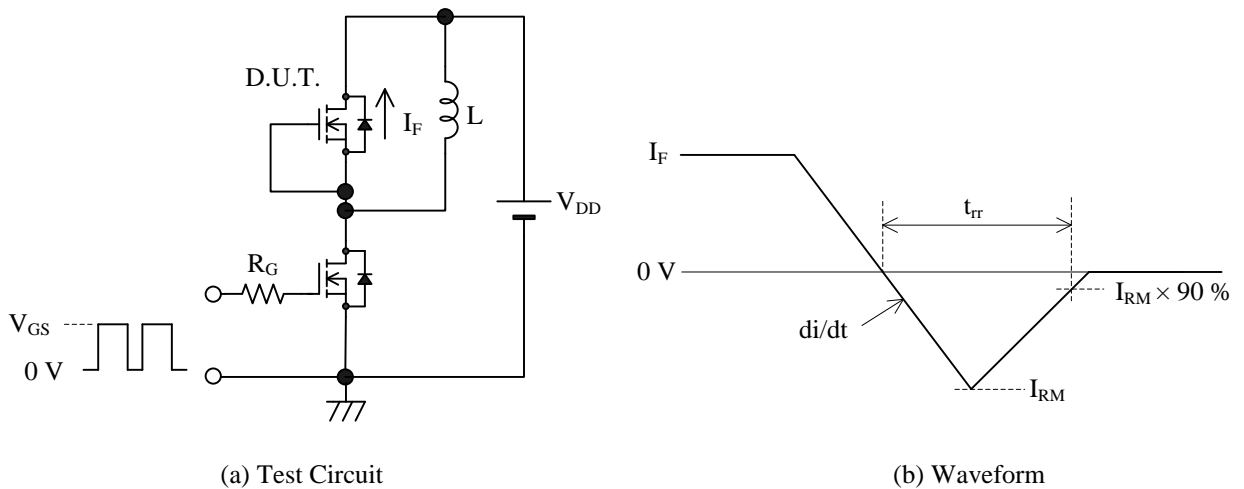 D.U.T.
I_F
L
V_DD
R_G
V_GS
0 V
(a) Test Circuit
I_F
t_rr
0 V
I_RM × 90 %
di/dt
I_RM
(b) Waveform